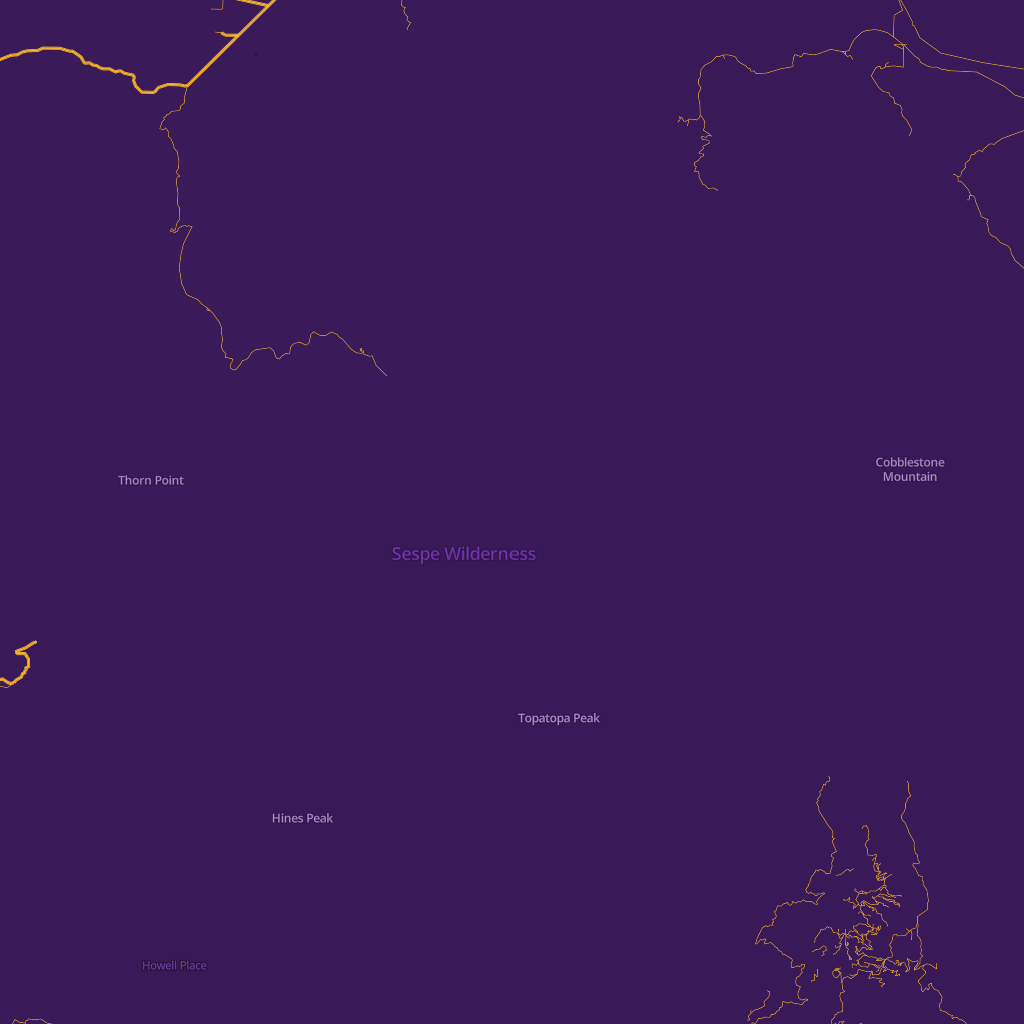 Cobblestone
Mountain
Thorn Point
Sespe Wilderness
Topatopa Peak
Hines Peak
Howell Place